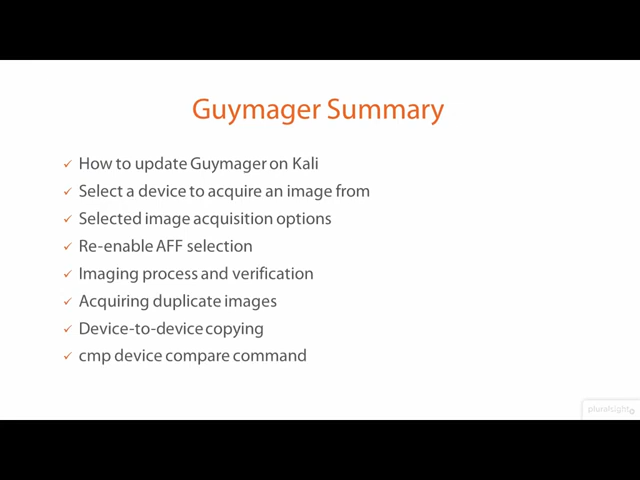 Guymager Summary
✓ How to update Guymager on Kali
✓ Select a device to acquire an image from
✓ Selected image acquisition options
✓ Re-enable AFF selection
✓ Imaging process and verification
✓ Acquiring duplicate images
✓ Device-to-device copying
✓ cmp device compare command
pluralsight